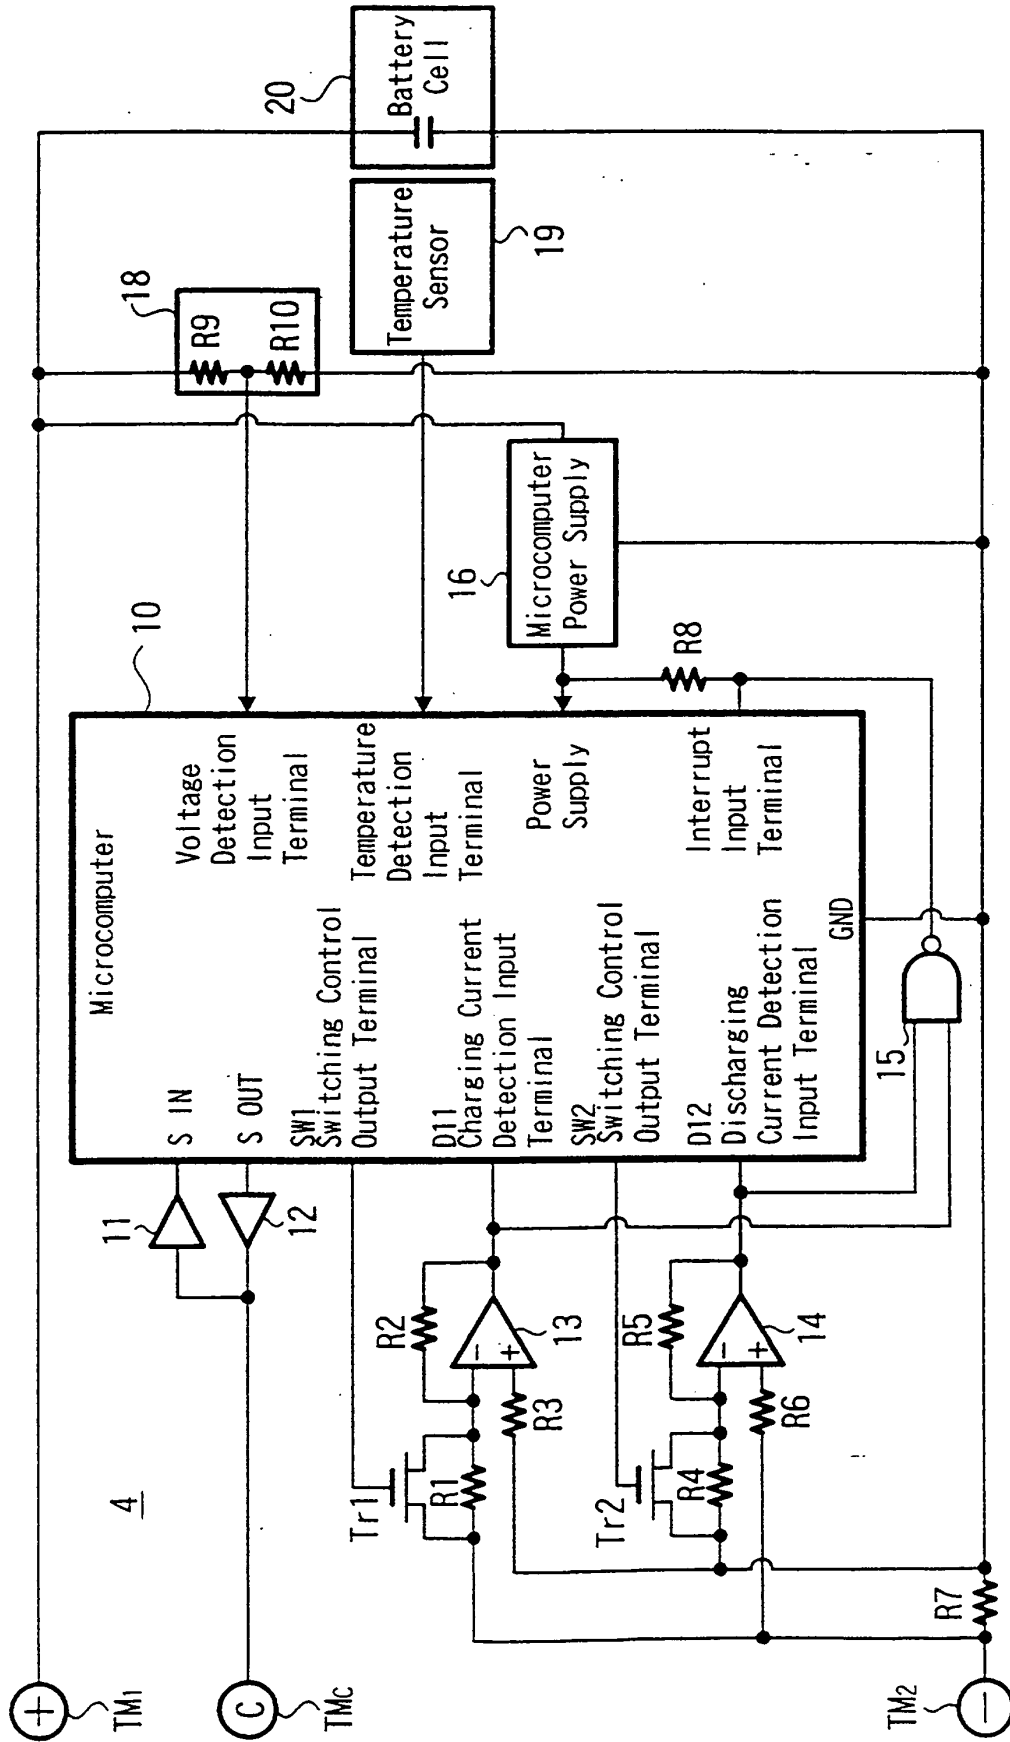 4
+
TM1
C
TMC
TM2
−
10
Microcomputer
S IN
S OUT
11
12
SW1
Switching Control
Output Terminal
D11
Charging Current
Detection Input
Terminal
SW2
Switching Control
Output Terminal
D12
Discharging
Current Detection
Input Terminal
GND
Voltage
Detection
Input
Terminal
Temperature
Detection
Input
Terminal
Power
Supply
Interrupt
Input
Terminal
Tr1
R1
R2
R3
−
+
13
Tr2
R4
R5
R6
−
+
14
R7
15
R8
16
Microcomputer
Power Supply
18
R9
R10
Temperature
Sensor
19
20
Battery
Cell